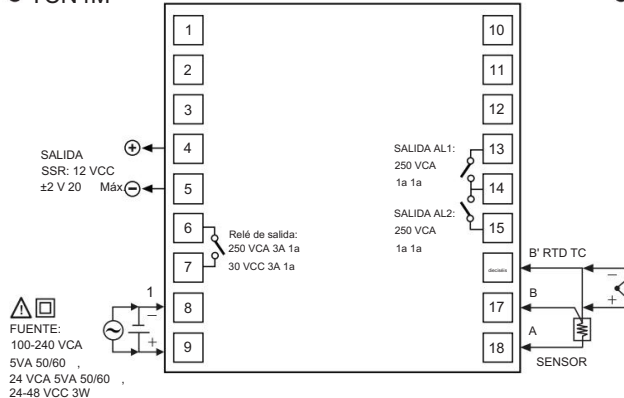 1
2
3
4
5
6
7
8
9
10
11
12
13
14
15
dieciséis
17
18
SALIDA
SSR: 12 VCC
±2 V 20 Máx.
Relé de salida:
250 VCA 3A 1a
30 VCC 3A 1a
SALIDA AL1:
250 VCA
1a 1a
SALIDA AL2:
250 VCA
1a 1a
B' RTD TC
B
A
SENSOR
1
FUENTE:
100-240 VCA
5VA 50/60 ,
24 VCA 5VA 50/60 ,
24-48 VCC 3W